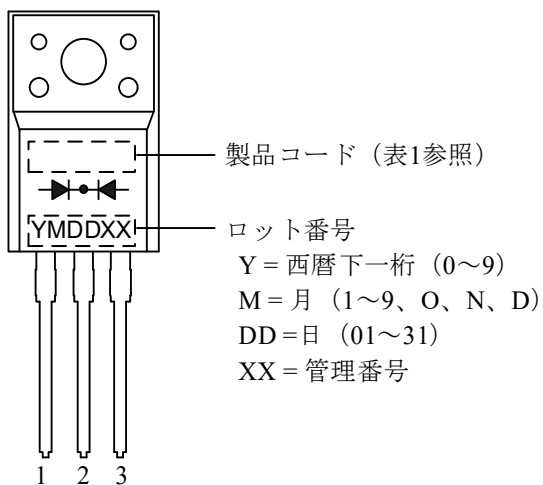 製品コード（表1参照）
YMDDXX
ロット番号
Y = 西暦下一桁（0～9）
M = 月（1～9、O、N、D）
DD =日（01～31）
XX = 管理番号
1 2 3